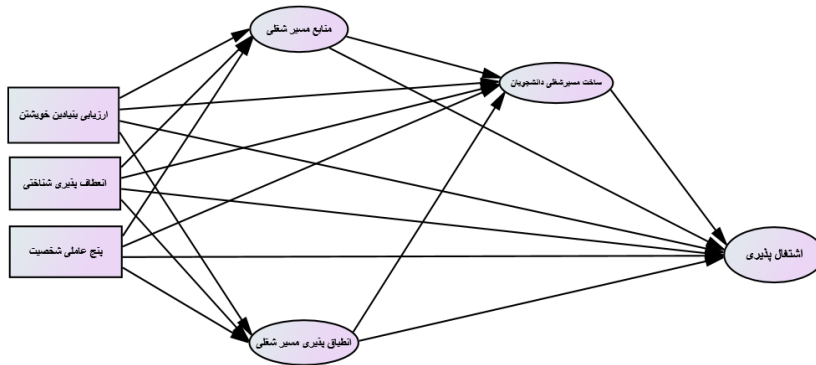 منابع مسیر شغلی
ساخت مسیرشغلی دانشجویان
ارزیابی بنیادین خویشتن
انعطاف پذیری شناختی
پنج عاملی شخصیت
اشتغال پذیری
انطباق پذیری مسیر شغلی